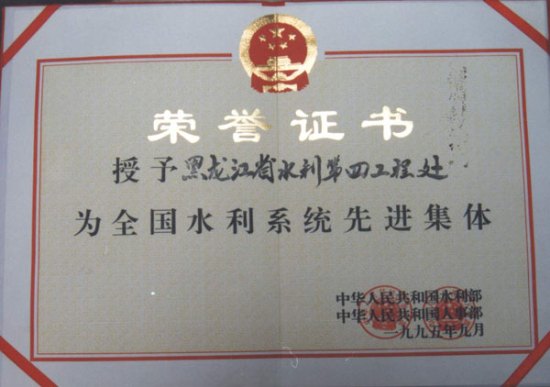 荣誉证书
授予黑龙江省水利第四工程处
为全国水利系统先进集体
中华人民共和国水利部
中华人民共和国人事部
一九九五年九月